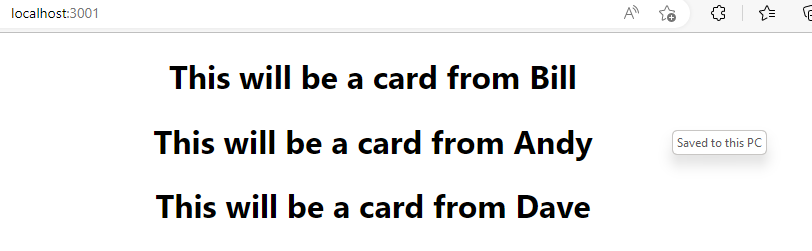 localhost:3001
A
This will be a card from Bill
This will be a card from Andy
Saved to this PC
This will be a card from Dave